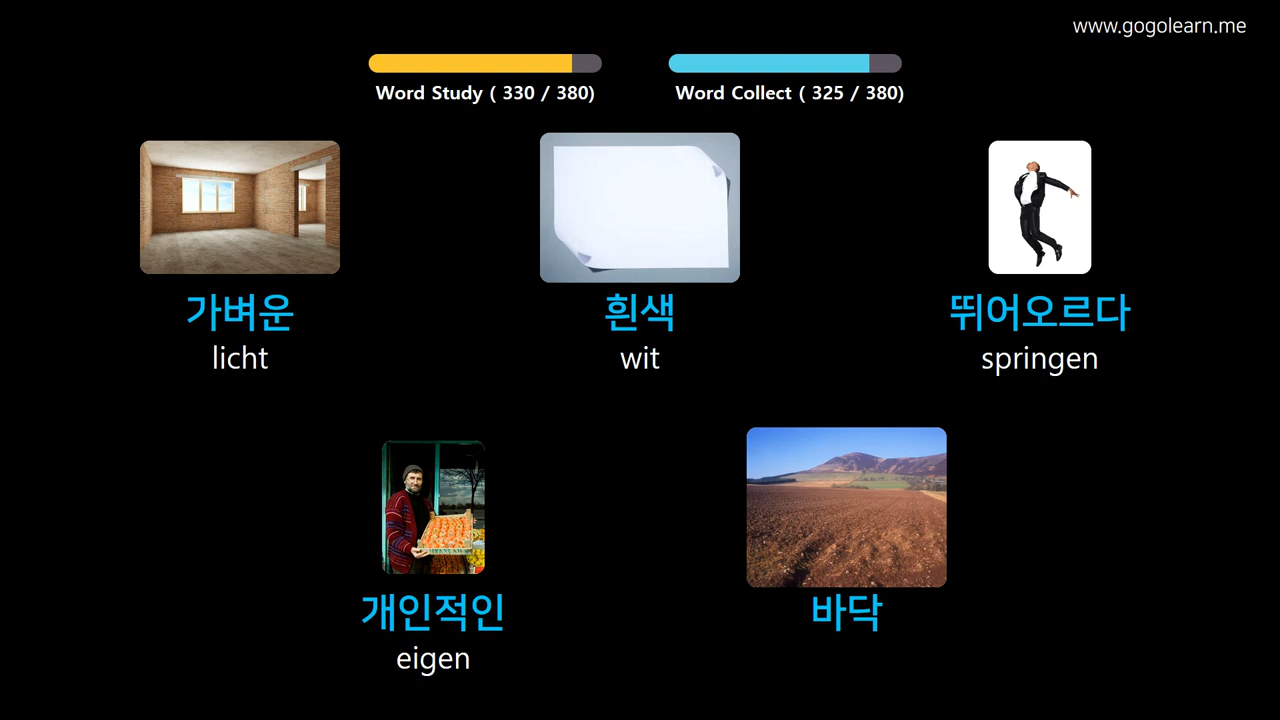 www.gogolearn.me
Word Study ( 330 / 380)
Word Collect ( 325 / 380)
가벼운
licht
흰색
wit
뛰어오르다
springen
개인적인
eigen
바닥